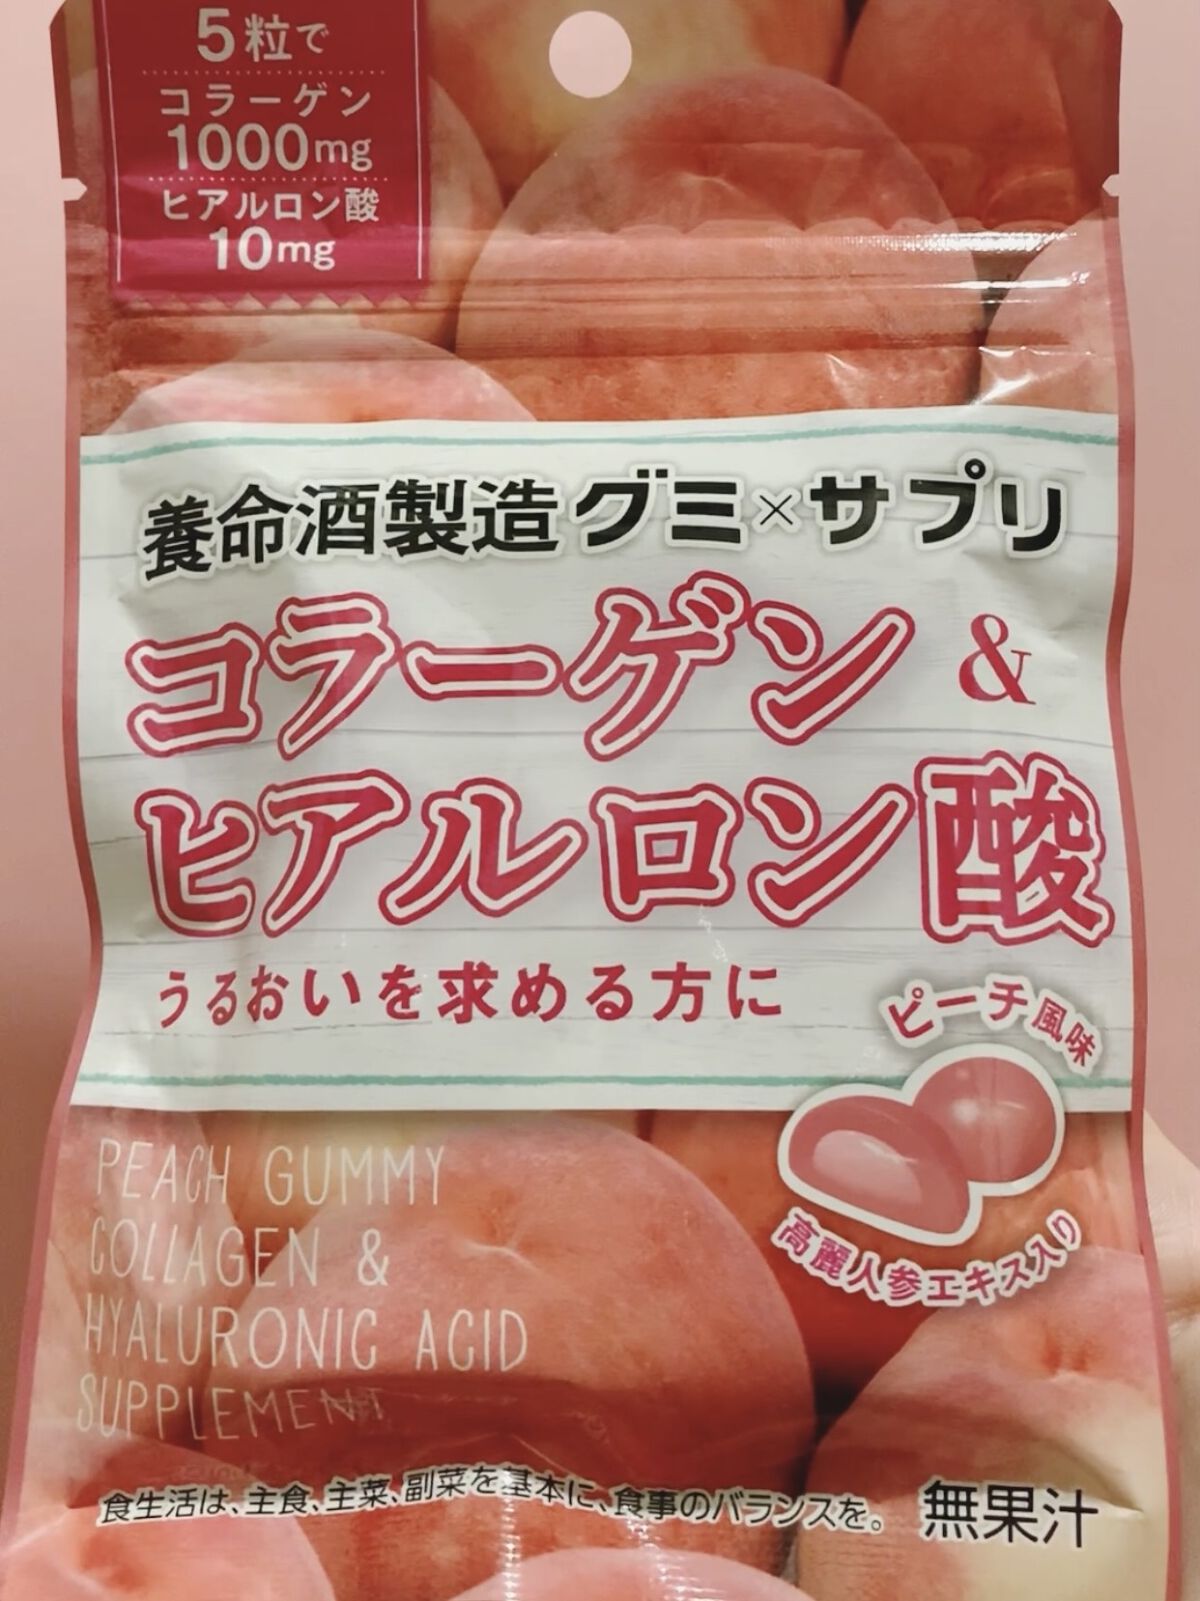 5粒で
コラーゲン
1000mg
ヒアルロン酸
10mg
養命酒製造グミ×サプリ
コラーゲン &
ヒアルロン酸
うるおいを求める方に
ピーチ風味
高麗人参エキス入り
PEACH GUMMY
COLLAGEN &
HYALURONIC ACID
SUPPLEMENT
食生活は、主食、主菜、副菜を基本に、食事のバランスを。
無果汁